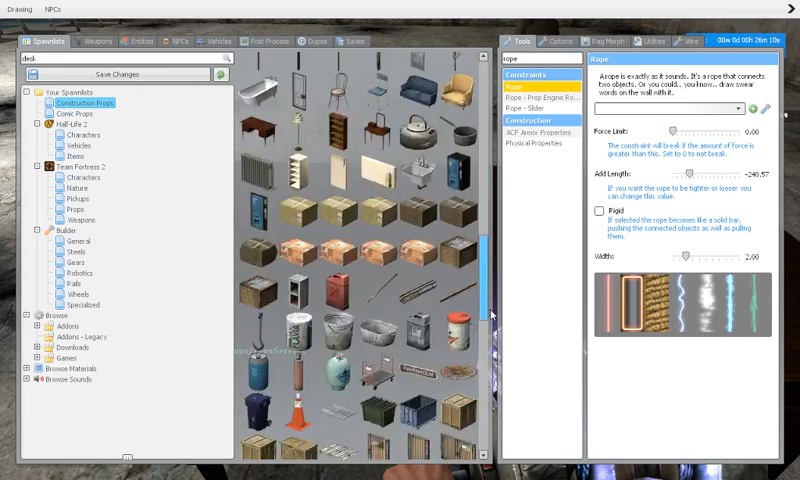 Drawing NPCs
Spawnlists Weapons Entities NPCs Vehicles Post Process Dupes Saves
desk
Save Changes
Your Spawnlists
Construction Props
Comic Props
Half-Life 2
Characters
Vehicles
Items
Team Fortress 2
Characters
Nature
Pickups
Props
Weapons
Builder
General
Steels
Gears
Robotics
Rails
Wheels
Specialized
Browse
Addons
Addons - Legacy
Downloads
Games
Browse Materials
Browse Sounds
Tools Options Rag Morph Utilities Wire
00w 0d 00h 26m 10s
rope
Constraints
Rope
Rope - Prop Engine Ro...
Rope - Slider
Construction
ACF Armor Properties
Physical Properties
Rope
A rope is exactly as it sounds. It's a rope that connects
two objects. Or you could.. you know.. draw swear
words on the wall with it.
Force Limit: 0.00
The constraint will break if the amount of force is
greater than this. Set to 0 to not break.
Add Length: -240.57
If you want the rope to be tighter or looser you
can change this value.
Rigid
If selected the rope becomes like a solid bar,
pushing the connected objects as well as pulling
them.
Width: 2.00